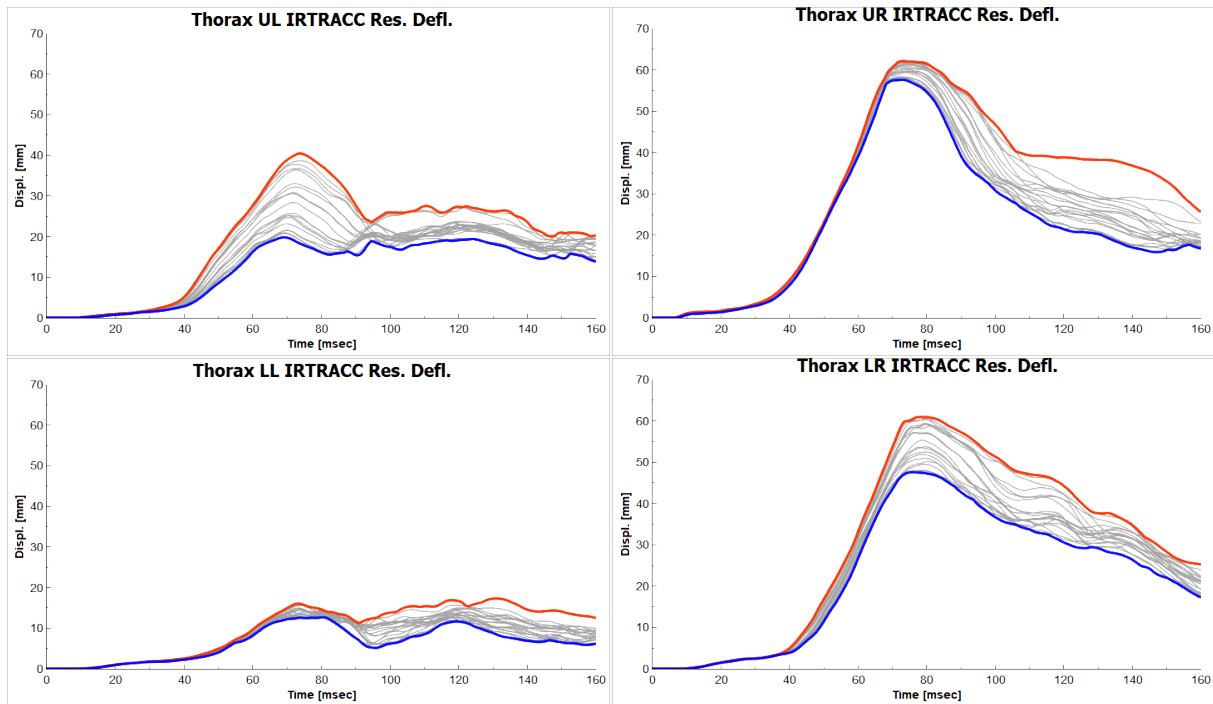 Thorax UL IRTRACC Res. Defl.
70
60
50
40
30
20
10
0
Displ. [mm]
0 20 40 60 80 100 120 140 160
Time [msec]
Thorax UR IRTRACC Res. Defl.
70
60
50
40
30
20
10
0
Displ. [mm]
0 20 40 60 80 100 120 140 160
Time [msec]
Thorax LL IRTRACC Res. Defl.
70
60
50
40
30
20
10
0
Displ. [mm]
0 20 40 60 80 100 120 140 160
Time [msec]
Thorax LR IRTRACC Res. Defl.
70
60
50
40
30
20
10
0
Displ. [mm]
0 20 40 60 80 100 120 140 160
Time [msec]